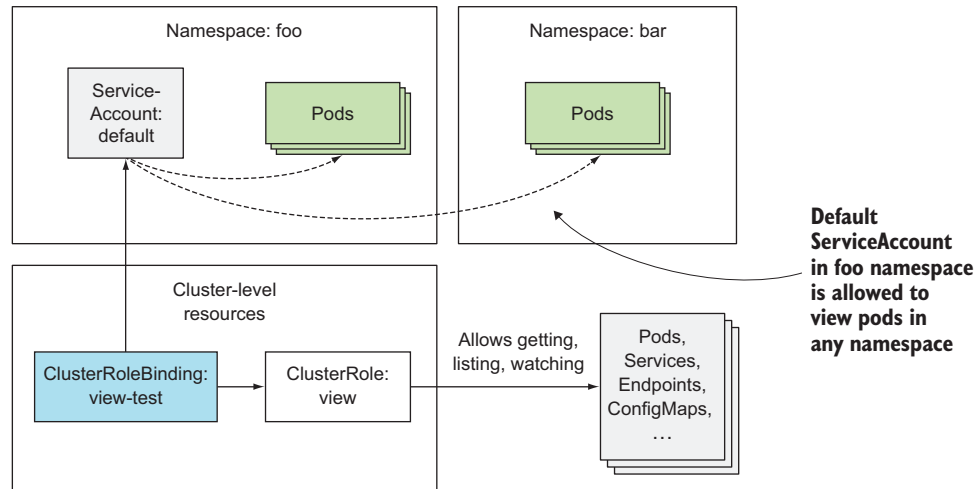 Namespace: foo
Service-
Account:
default
Pods
Namespace: bar
Pods
Default
ServiceAccount
in foo namespace
is allowed to
view pods in
any namespace
Cluster-level
resources
ClusterRoleBinding:
view-test
ClusterRole:
view
Allows getting,
listing, watching
Pods,
Services,
Endpoints,
ConfigMaps,
…